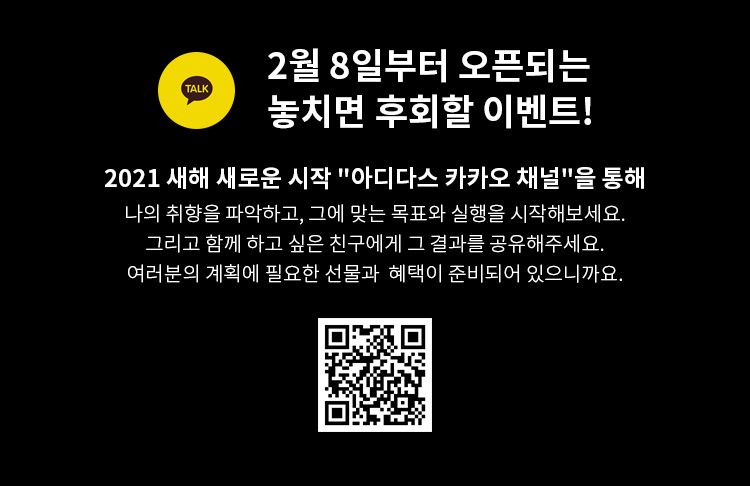 TALK
2월 8일부터 오픈되는
놓치면 후회할 이벤트!
2021 새해 새로운 시작 "아디다스 카카오 채널"을 통해
나의 취향을 파악하고, 그에 맞는 목표와 실행을 시작해보세요.
그리고 함께 하고 싶은 친구에게 그 결과를 공유해주세요.
여러분의 계획에 필요한 선물과 혜택이 준비되어 있으니까요.